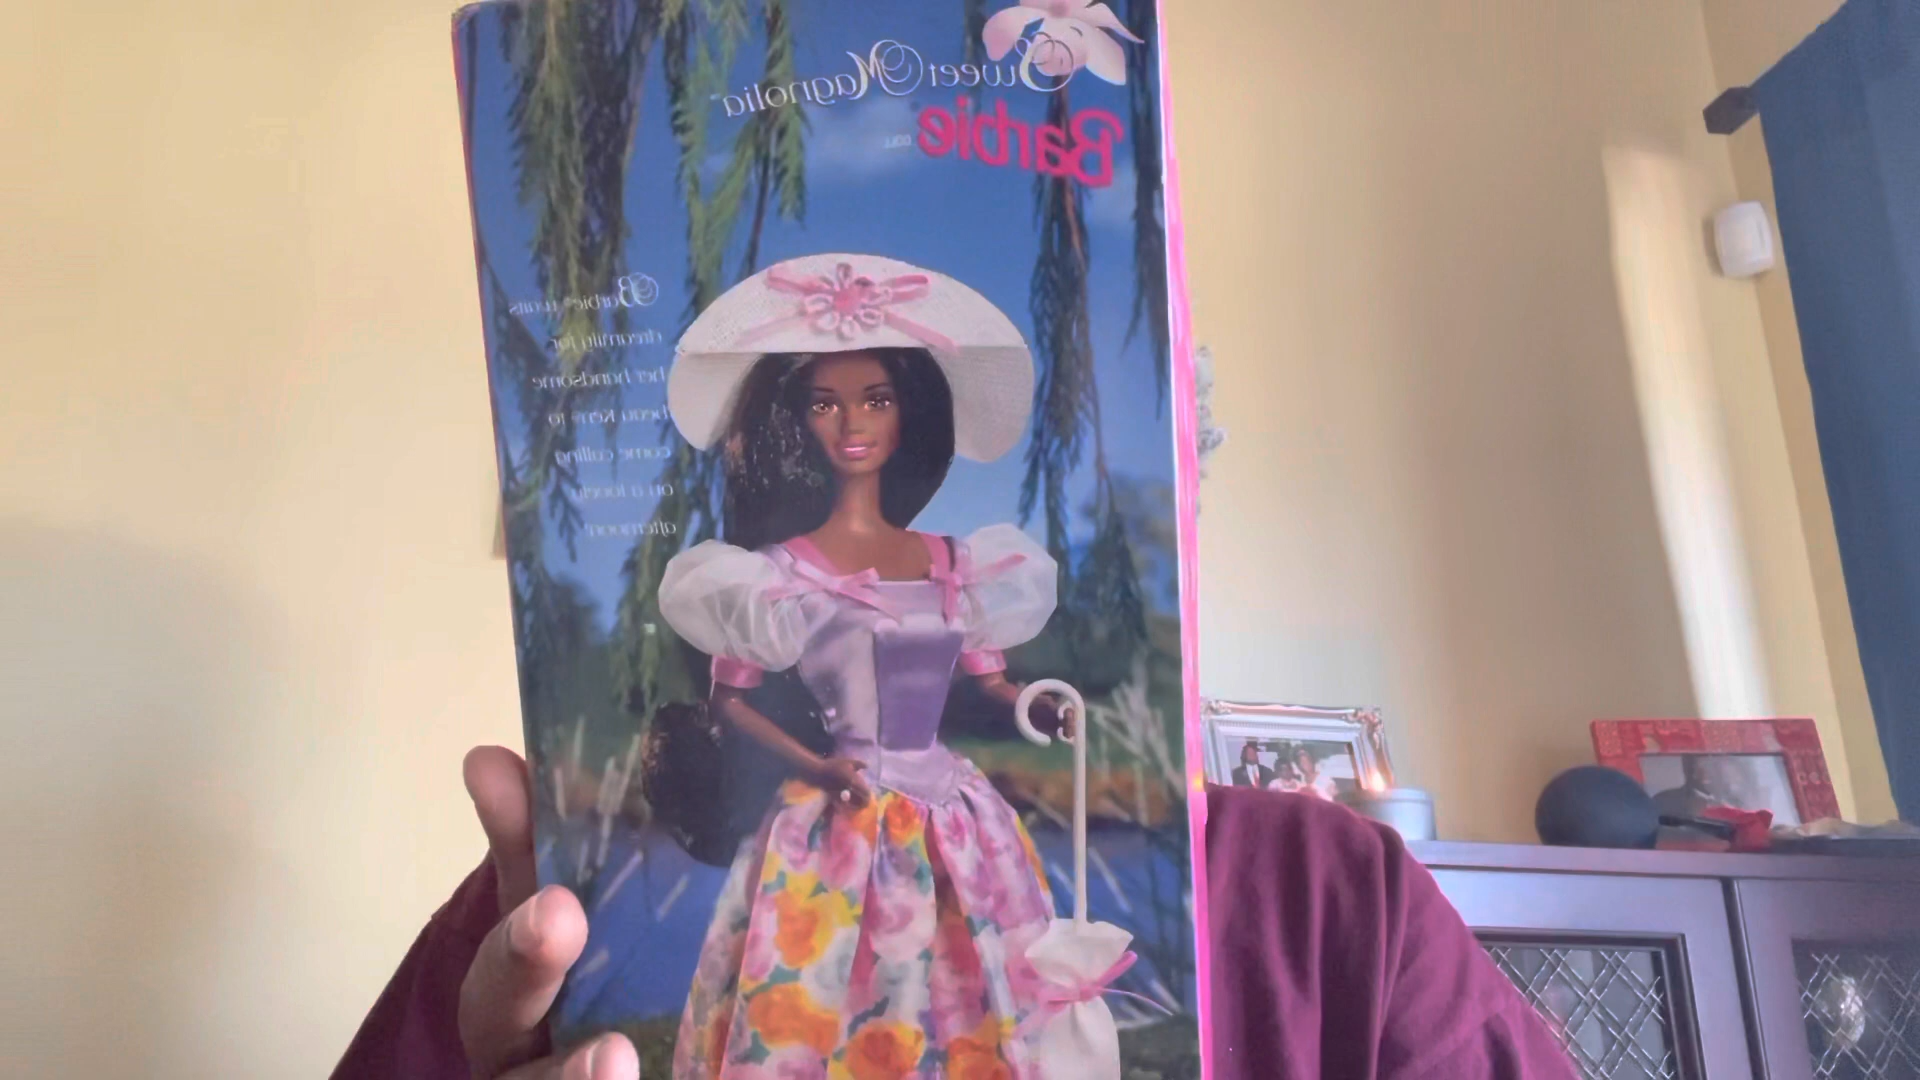 Sweet Magnolia™
Barbie® DOLL
Barbie® waits
dreamily for
her handsome
beau Ken® to
come calling
on a lovely
afternoon!